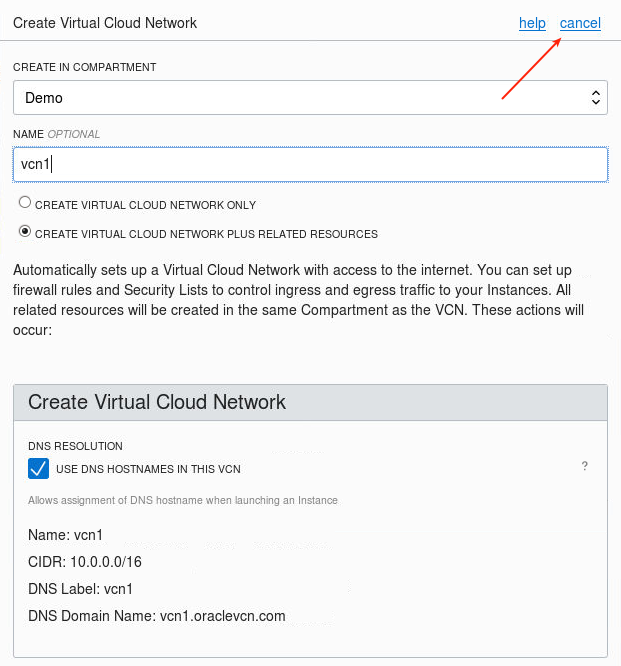 Create Virtual Cloud Network help cancel
CREATE IN COMPARTMENT
Demo
NAME OPTIONAL
vcn1
CREATE VIRTUAL CLOUD NETWORK ONLY
CREATE VIRTUAL CLOUD NETWORK PLUS RELATED RESOURCES
Automatically sets up a Virtual Cloud Network with access to the internet. You can set up
firewall rules and Security Lists to control ingress and egress traffic to your Instances. All
related resources will be created in the same Compartment as the VCN. These actions will
occur:
Create Virtual Cloud Network
DNS RESOLUTION
USE DNS HOSTNAMES IN THIS VCN ?
Allows assignment of DNS hostname when launching an Instance
Name: vcn1
CIDR: 10.0.0.0/16
DNS Label: vcn1
DNS Domain Name: vcn1.oraclevcn.com